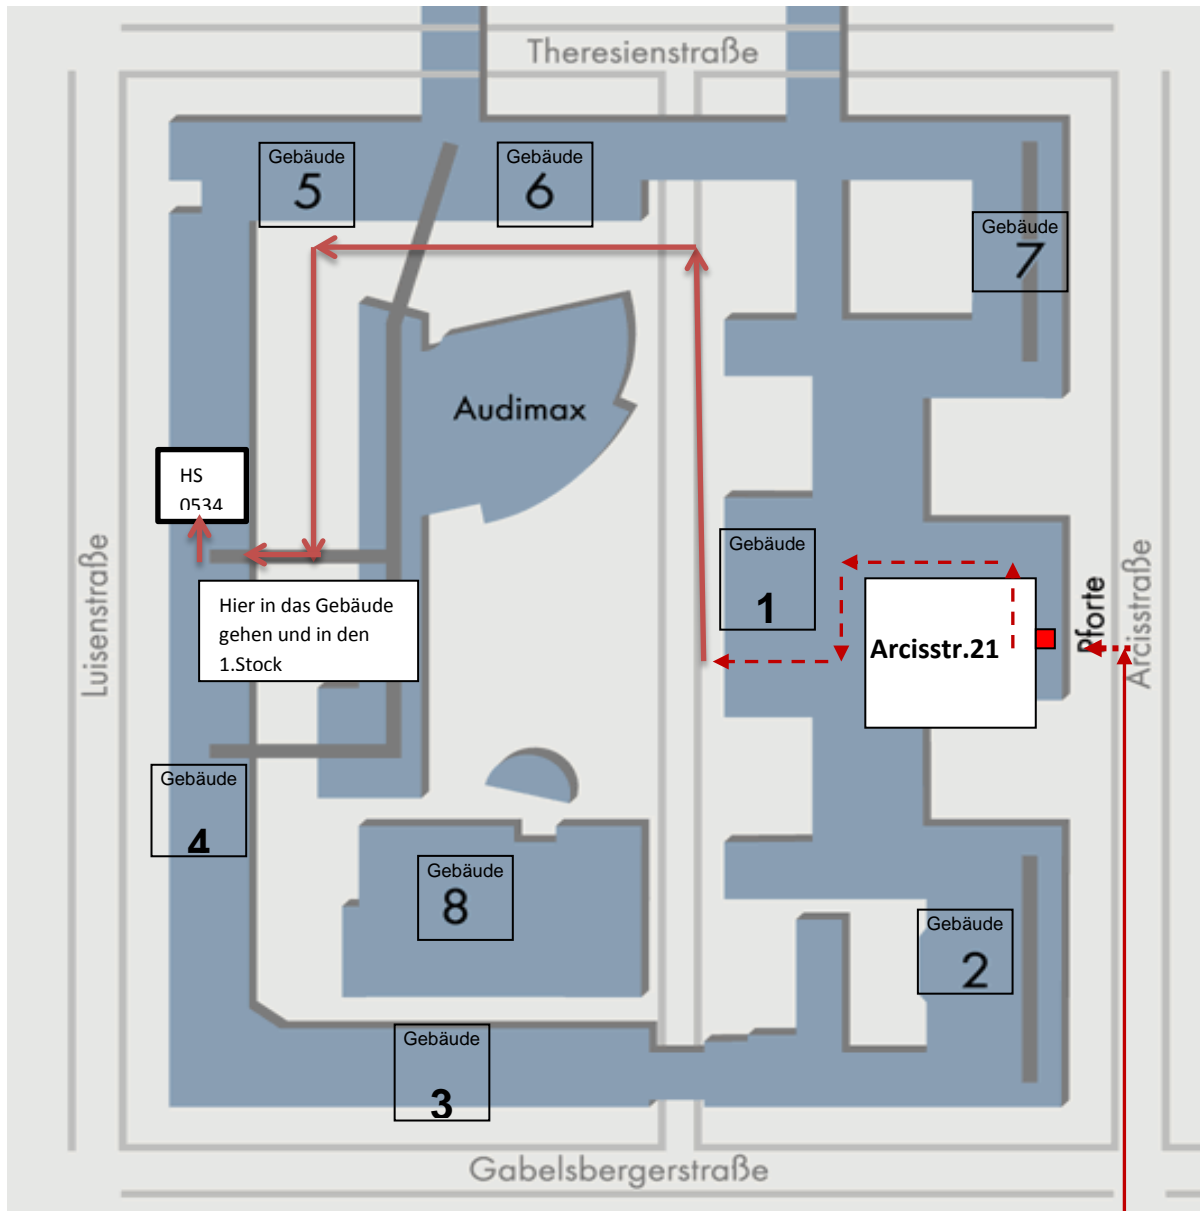 Theresienstraße
Gebäude
5
Gebäude
6
Gebäude
7
Audimax
HS
0534
Luisenstraße
Hier in das Gebäude
gehen und in den
1.Stock
Gebäude
1
Arcisstr.21
Pforte
Arcisstraße
Gebäude
4
Gebäude
8
Gebäude
2
Gebäude
3
Gabelsbergerstraße